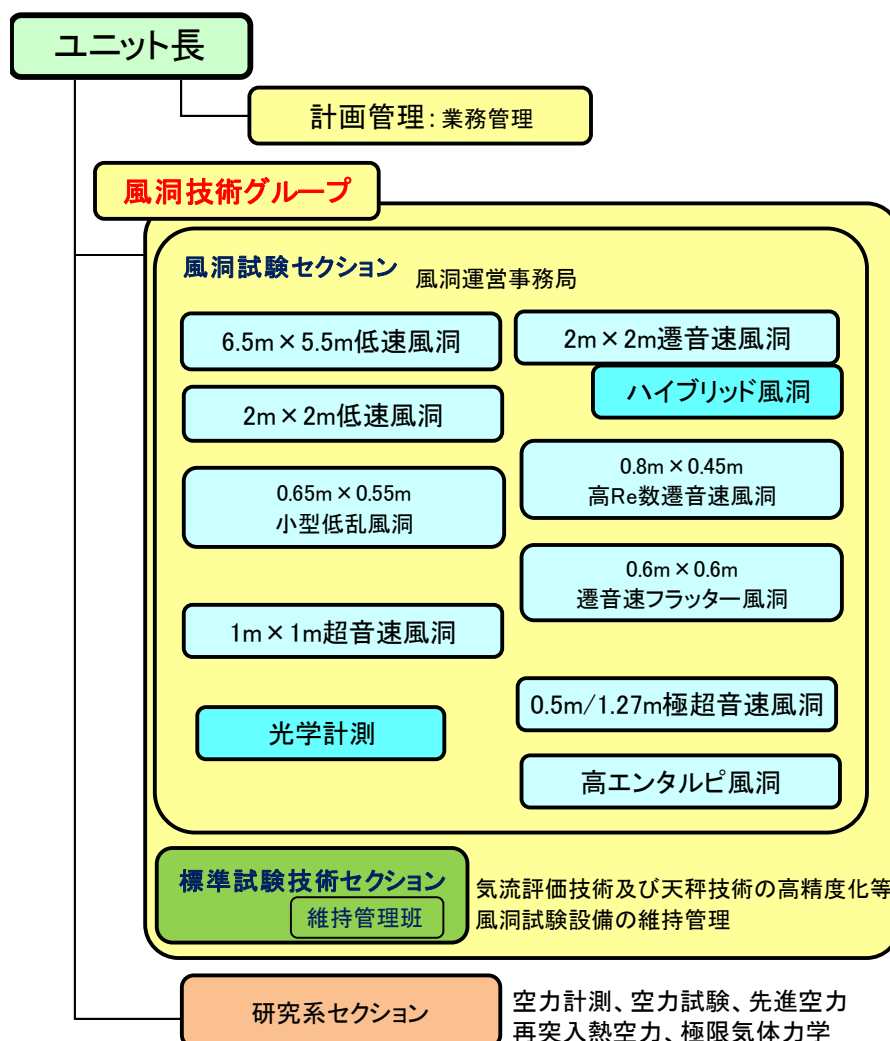 ユニット長
計画管理：業務管理
風洞技術グループ
風洞試験セクション 風洞運営事務局
6.5m×5.5m低速風洞
2m×2m遷音速風洞
ハイブリッド風洞
2m×2m低速風洞
0.8m×0.45m
高Re数遷音速風洞
0.65m×0.55m
小型低乱風洞
0.6m×0.6m
遷音速フラッター風洞
1m×1m超音速風洞
0.5m/1.27m極超音速風洞
光学計測
高エンタルピ風洞
標準試験技術セクション
維持管理班
気流評価技術及び天秤技術の高精度化等
風洞試験設備の維持管理
研究系セクション
空力計測、空力試験、先進空力
再突入熱空力、極限気体力学